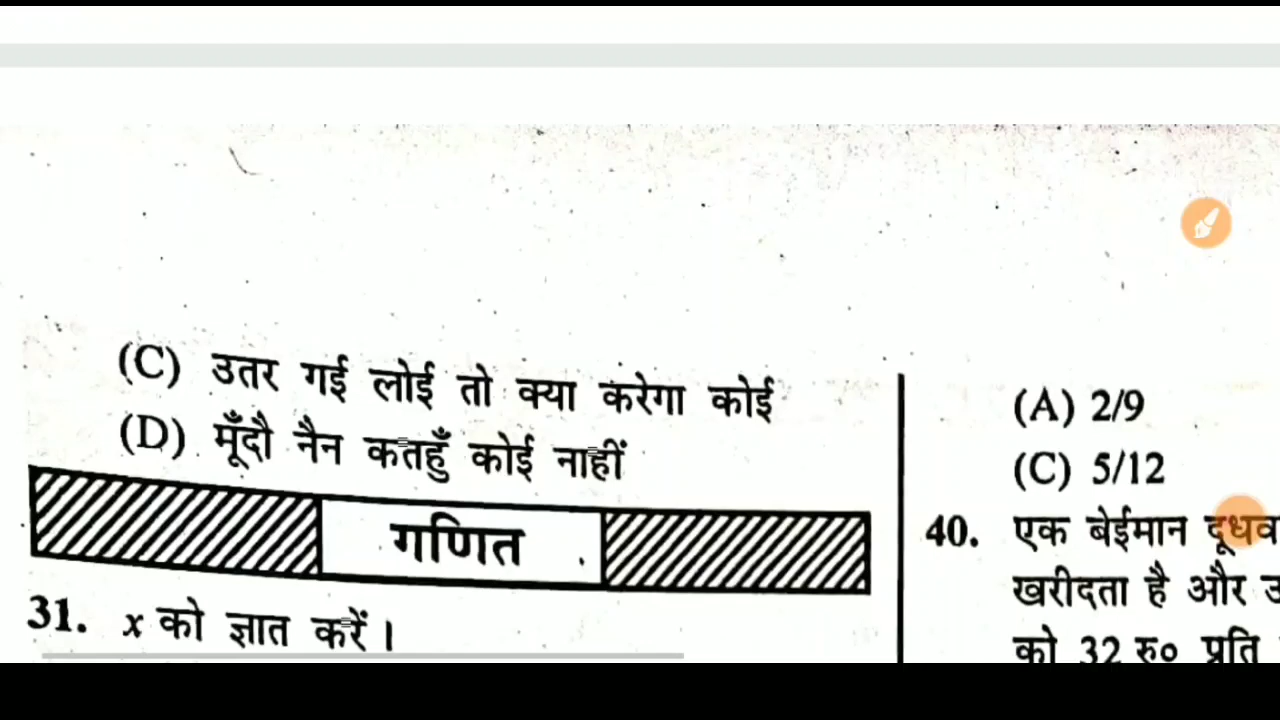 (C) उतर गई लोई तो क्या करेगा कोई
(D) मूँदौ नैन कतहुँ कोई नाहीं
गणित
31. x को ज्ञात करें।
(A) 2/9
(C) 5/12
40. एक बेईमान
खरीदता है और
को 32 रु० प्रति